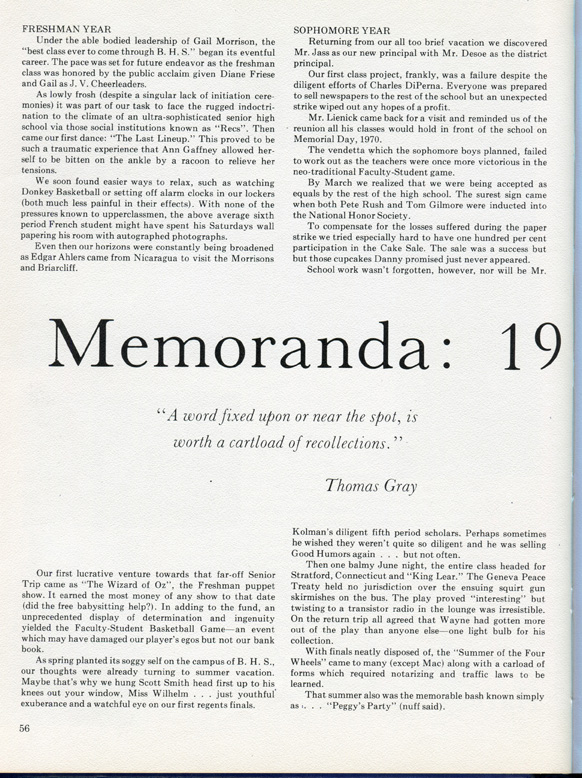 FRESHMAN YEAR
Under the able bodied leadership of Gail Morrison, the
"best class ever to come through B. H. S." began its eventful
career. The pace was set for future endeavor as the freshman
class was honored by the public acclaim given Diane Friese
and Gail as J. V. Cheerleaders.
As lowly frosh (despite a singular lack of initiation cere-
monies) it was part of our task to face the rugged indoctri-
nation to the climate of an ultra-sophisticated senior high
school via those social institutions known as "Recs". Then
came our first dance: "The Last Lineup." This proved to be
such a traumatic experience that Ann Gaffney allowed her-
self to be bitten on the ankle by a racoon to relieve her
tensions.
We soon found easier ways to relax, such as watching
Donkey Basketball or setting off alarm clocks in our lockers
(both much less painful in their effects). With none of the
pressures known to upperclassmen, the above average sixth
period French student might have spent his Saturdays wall
papering his room with autographed photographs.
Even then our horizons were constantly being broadened
as Edgar Ahlers came from Nicaragua to visit the Morrisons
and Briarcliff.
SOPHOMORE YEAR
Returning from our all too brief vacation we discovered
Mr. Jass as our new principal with Mr. Desoe as the district
principal.
Our first class project, frankly, was a failure despite the
diligent efforts of Charles DiPerna. Everyone was prepared
to sell newspapers to the rest of the school but an unexpected
strike wiped out any hopes of a profit.
Mr. Lienick came back for a visit and reminded us of the
reunion all his classes would hold in front of the school on
Memorial Day, 1970.
The vendetta which the sophomore boys planned, failed
to work out as the teachers were once more victorious in the
neo-traditional Faculty-Student game.
By March we realized that we were being accepted as
equals by the rest of the high school. The surest sign came
when both Pete Rush and Tom Gilmore were inducted into
the National Honor Society.
To compensate for the losses suffered during the paper
strike we tried especially hard to have one hundred per cent
participation in the Cake Sale. The sale was a success but
but those cupcakes Danny promised just never appeared.
School work wasn't forgotten, however, nor will be Mr.
Memoranda: 19
"A word fixed upon or near the spot, is
worth a cartload of recollections."
Thomas Gray
Our first lucrative venture towards that far-off Senior
Trip came as "The Wizard of Oz", the Freshman puppet
show. It earned the most money of any show to that date
(did the free babysitting help?). In adding to the fund, an
unprecedented display of determination and ingenuity
yielded the Faculty-Student Basketball Game—an event
which may have damaged our player's egos but not our bank
book.
As spring planted its soggy self on the campus of B. H. S.,
our thoughts were already turning to summer vacation.
Maybe that's why we hung Scott Smith head first up to his
knees out your window, Miss Wilhelm . . . just youthful
exuberance and a watchful eye on our first regents finals.
Kolman's diligent fifth period scholars. Perhaps sometimes
he wished they weren't quite so diligent and he was selling
Good Humors again . . . but not often.
Then one balmy June night, the entire class headed for
Stratford, Connecticut and "King Lear." The Geneva Peace
Treaty held no jurisdiction over the ensuing squirt gun
skirmishes on the bus. The play proved "interesting" but
twisting to a transistor radio in the lounge was irresistible.
On the return trip all agreed that Wayne had gotten more
out of the play than anyone else—one light bulb for his
collection.
With finals neatly disposed of, the "Summer of the Four
Wheels" came to many (except Mac) along with a carload of
forms which required notarizing and traffic laws to be
learned.
That summer also was the memorable bash known simply
as . . . "Peggy's Party" (nuff said).
56